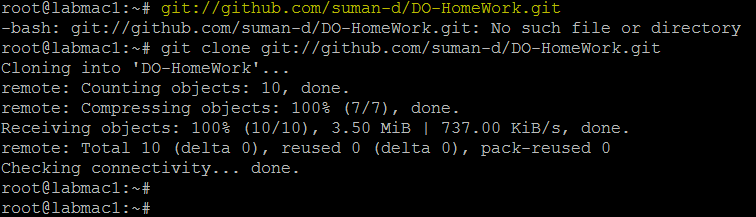 root@labmac1:~# git://github.com/suman-d/DO-HomeWork.git
-bash: git://github.com/suman-d/DO-HomeWork.git: No such file or directory
root@labmac1:~# git clone git://github.com/suman-d/DO-HomeWork.git
Cloning into 'DO-HomeWork'...
remote: Counting objects: 10, done.
remote: Compressing objects: 100% (7/7), done.
Receiving objects: 100% (10/10), 3.50 MiB | 737.00 KiB/s, done.
remote: Total 10 (delta 0), reused 0 (delta 0), pack-reused 0
Checking connectivity... done.
root@labmac1:~#
root@labmac1:~#